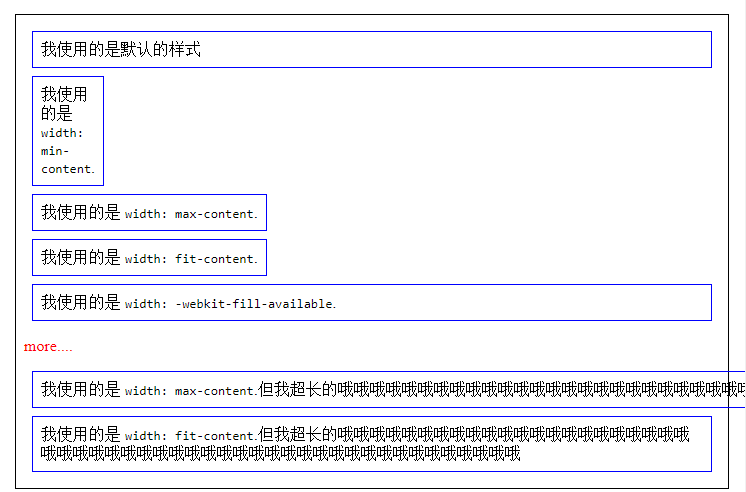 我使用的是默认的样式
我使用
的是
width:
min-
content.
我使用的是 width: max-content.
我使用的是 width: fit-content.
我使用的是 width: -webkit-fill-available.
more....
我使用的是 width: max-content.但我超长的哦哦哦哦哦哦哦哦哦哦哦哦哦哦哦哦哦哦哦哦哦哦哦哦哦哦
我使用的是 width: fit-content.但我超长的哦哦哦哦哦哦哦哦哦哦哦哦哦哦哦哦哦哦哦哦哦哦
哦哦哦哦哦哦哦哦哦哦哦哦哦哦哦哦哦哦哦哦哦哦哦哦哦哦哦哦哦哦